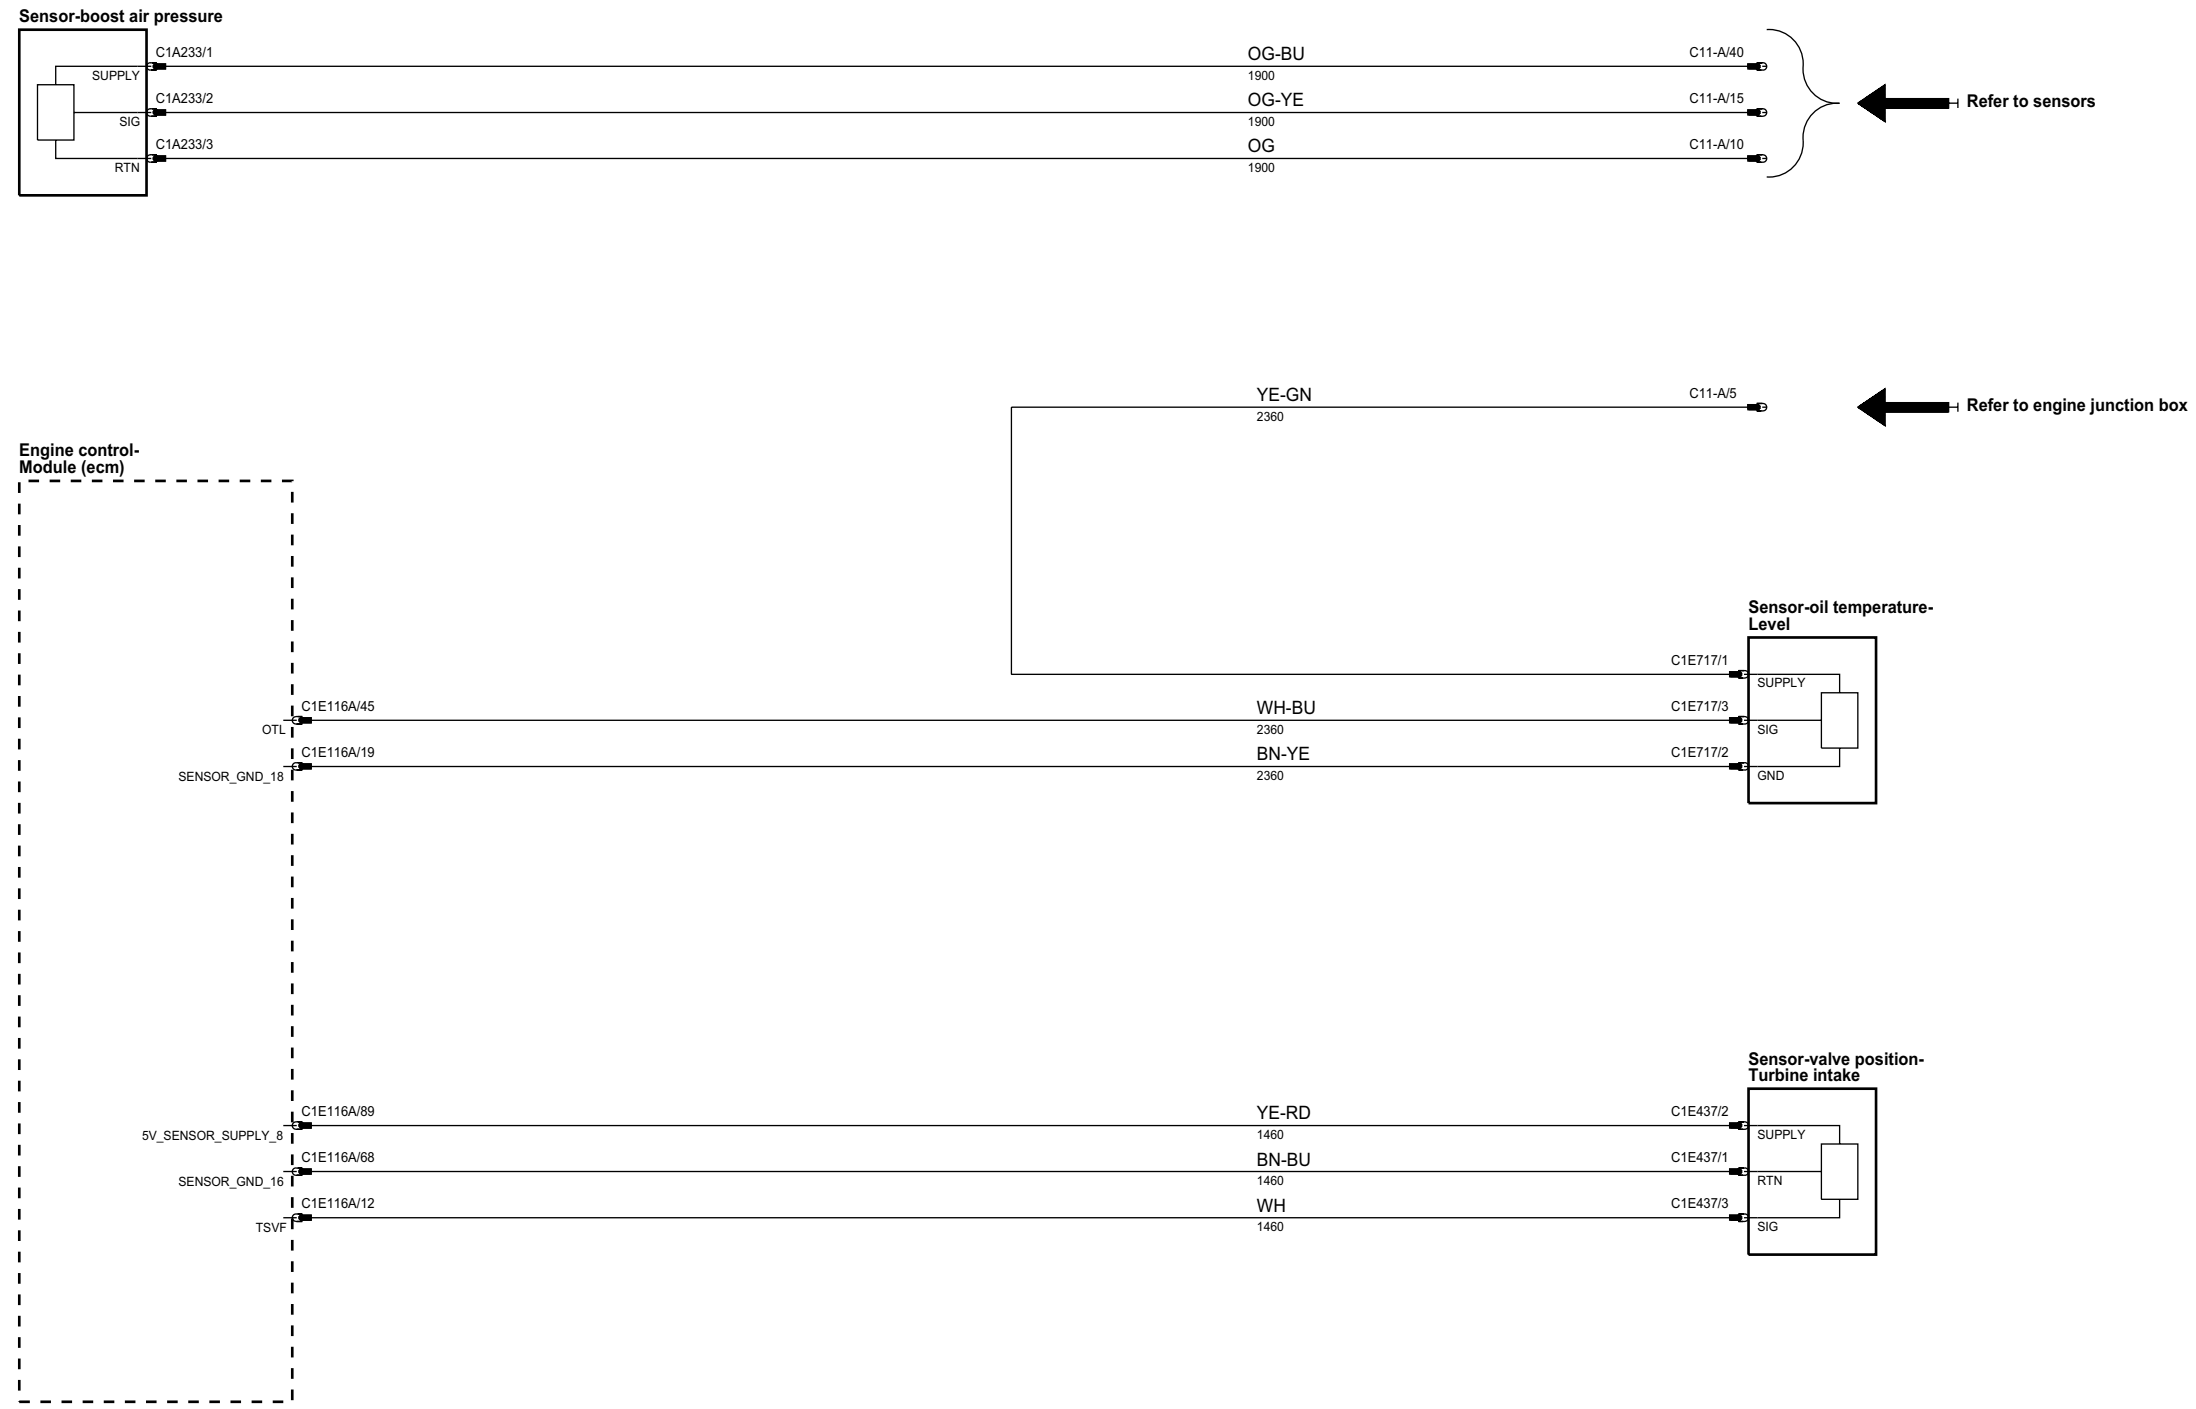 Sensor-boost air pressure
C1A233/1
OG-BU
C11-A/40
SUPPLY
1900
C1A233/2
OG-YE
C11-A/15
Refer to sensors
SIG
1900
C1A233/3
OG
C11-A/10
RTN
1900
YE-GN
C11-A/5
Refer to engine junction box
2360
Engine control-
Module (ecm)
Sensor-oil temperature-
Level
C1E717/1
SUPPLY
C1E116A/45
WH-BU
C1E717/3
OTL
2360
SIG
C1E116A/19
BN-YE
C1E717/2
SENSOR_GND_18
2360
GND
Sensor-valve position-
Turbine intake
C1E116A/89
YE-RD
C1E437/2
5V_SENSOR_SUPPLY_8
1460
SUPPLY
C1E116A/68
BN-BU
C1E437/1
SENSOR_GND_16
1460
RTN
C1E116A/12
WH
C1E437/3
TSVF
1460
SIG